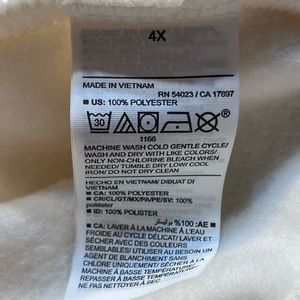 4X
MADE IN VIETNAM
RN 54023 / CA 17897
■ US: 100% POLYESTER
30
1166
MACHINE WASH COLD GENTLE CYCLE/
WASH AND DRY WITH LIKE COLORS/
ONLY NON-CHLORINE BLEACH WHEN
NEEDED/ TUMBLE DRY LOW/ COOL
IRON/ DO NOT DRY CLEAN
HECHO EN VIETNAM/ DIBUAT DI
VIETNAM
■ CA: 100% POLYESTER
■ CR/CL/GT/MX/PA/PE/SV: 100%
poliéster
■ ID: 100% POLISTER
■ AE: 100% بوليستر
■ CA: LAVER À LA MACHINE À L'EAU
FROIDE AU CYCLE DÉLICAT/ LAVER ET
SÉCHER AVEC DES COULEURS
SEMBLABLES/ UTILISER AU BESOIN UN
AGENT DE BLANCHIMENT SANS
CHLORE UNIQUEMENT/ SÉCHER À LA
MACHINE À BASSE TEMPÉRATURE/
À BASSE TEMPÉRATURE
NE PAS NETTOYER À SEC